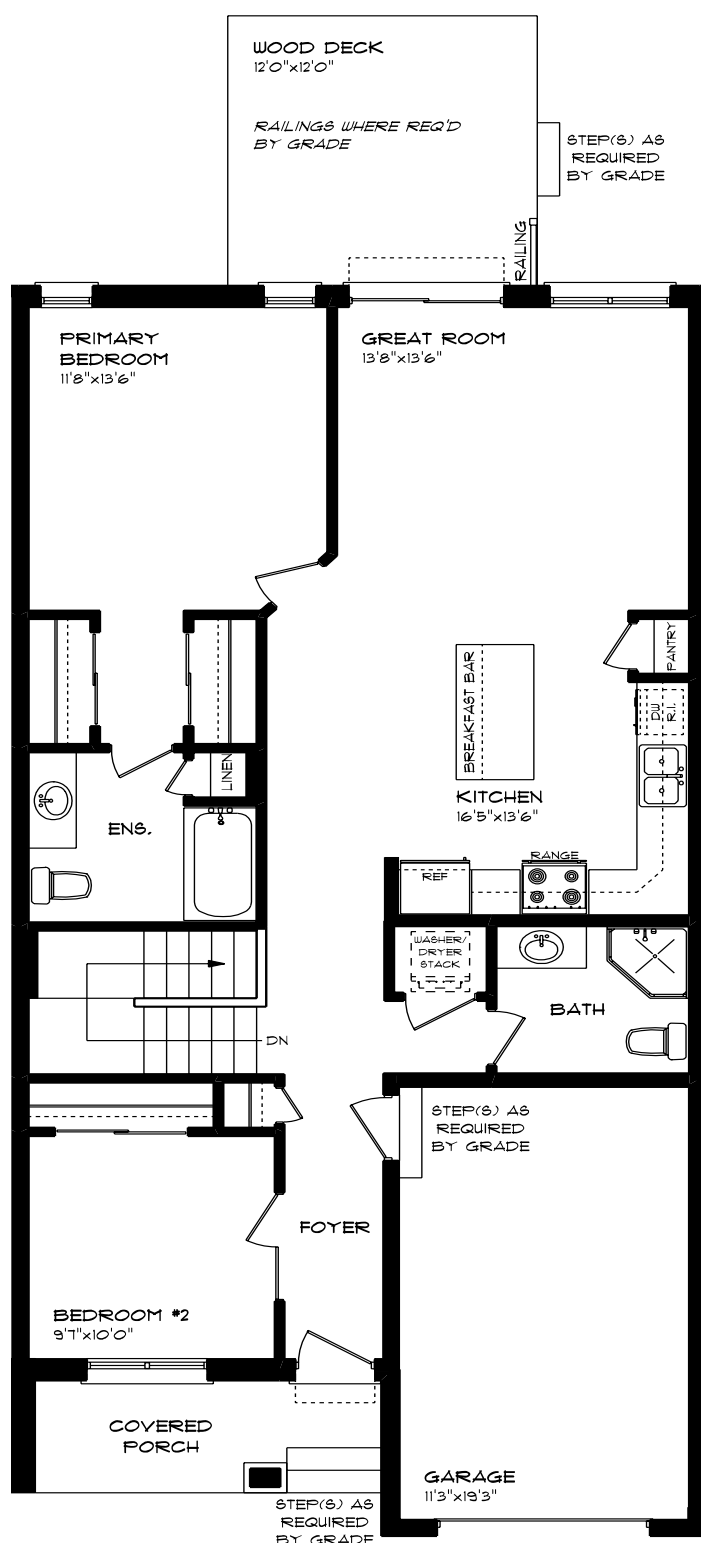 WOOD DECK
12'0"x12'0"
RAILINGS WHERE REQ'D
BY GRADE
STEP(S) AS
REQUIRED
BY GRADE
RAILING
PRIMARY
BEDROOM
11'8"x13'6"
GREAT ROOM
13'8"x13'6"
PANTRY
BREAKFAST BAR
DW
R.I.
KITCHEN
16'5"x13'6"
LINEN
ENS.
RANGE
REF
WASHER/
DRYER
STACK
BATH
DN
STEP(S) AS
REQUIRED
BY GRADE
FOYER
BEDROOM #2
9'7"x10'0"
COVERED
PORCH
GARAGE
11'3"x19'3"
STEP(S) AS
REQUIRED
BY GRADE